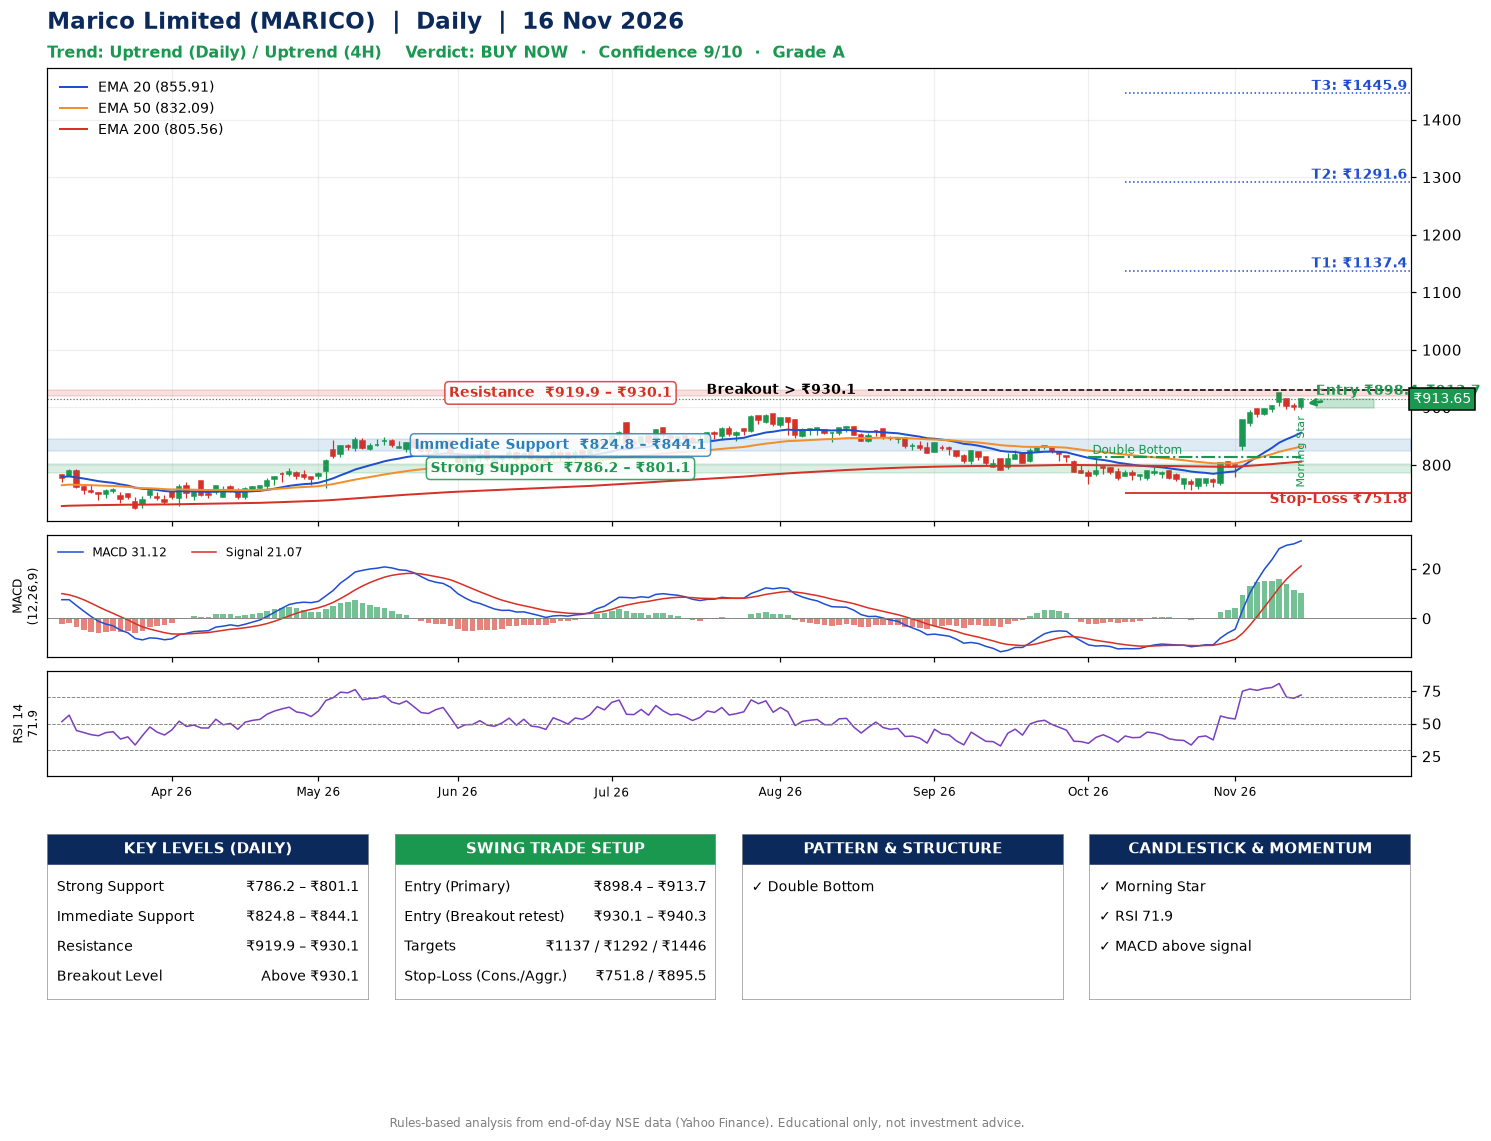 Marico Limited (MARICO) | Daily | 16 Nov 2026
Trend: Uptrend (Daily) / Uptrend (4H) Verdict: BUY NOW · Confidence 9/10 · Grade A
EMA 20 (855.91)
EMA 50 (832.09)
EMA 200 (805.56)
T3: ₹1445.9
1400
T2: ₹1291.6
1300
1200
T1: ₹1137.4
1100
1000
Resistance ₹919.9 – ₹930.1
Breakout > ₹930.1
Entry ₹898.4
₹913.65
Immediate Support ₹824.8 – ₹844.1
Double Bottom
Morning Star
Strong Support ₹786.2 – ₹801.1
800
Stop-Loss ₹751.8
MACD
(12,26,9)
MACD 31.12 Signal 21.07
20
0
RSI 14
71.9
75
50
25
Apr 26 May 26 Jun 26 Jul 26 Aug 26 Sep 26 Oct 26 Nov 26
KEY LEVELS (DAILY)
Strong Support ₹786.2 – ₹801.1
Immediate Support ₹824.8 – ₹844.1
Resistance ₹919.9 – ₹930.1
Breakout Level Above ₹930.1
SWING TRADE SETUP
Entry (Primary) ₹898.4 – ₹913.7
Entry (Breakout retest) ₹930.1 – ₹940.3
Targets ₹1137 / ₹1292 / ₹1446
Stop-Loss (Cons./Aggr.) ₹751.8 / ₹895.5
PATTERN & STRUCTURE
✓ Double Bottom
CANDLESTICK & MOMENTUM
✓ Morning Star
✓ RSI 71.9
✓ MACD above signal
Rules-based analysis from end-of-day NSE data (Yahoo Finance). Educational only, not investment advice.